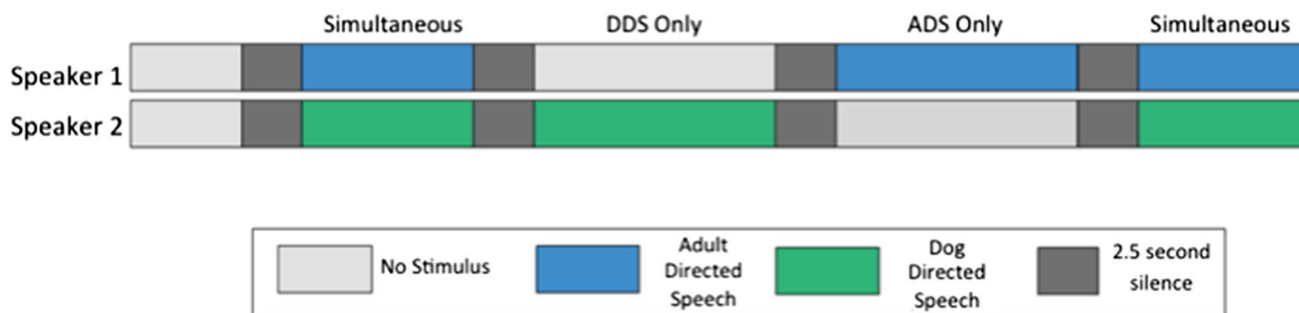 Simultaneous DDS Only ADS Only Simultaneous
Speaker 1
Speaker 2
No Stimulus
Adult
Directed
Speech
Dog
Directed
Speech
2.5 second
silence